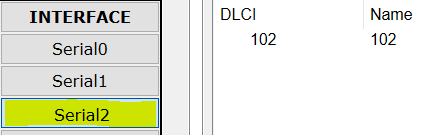 INTERFACE
Serial0
Serial1
Serial2
DLCI Name
102 102